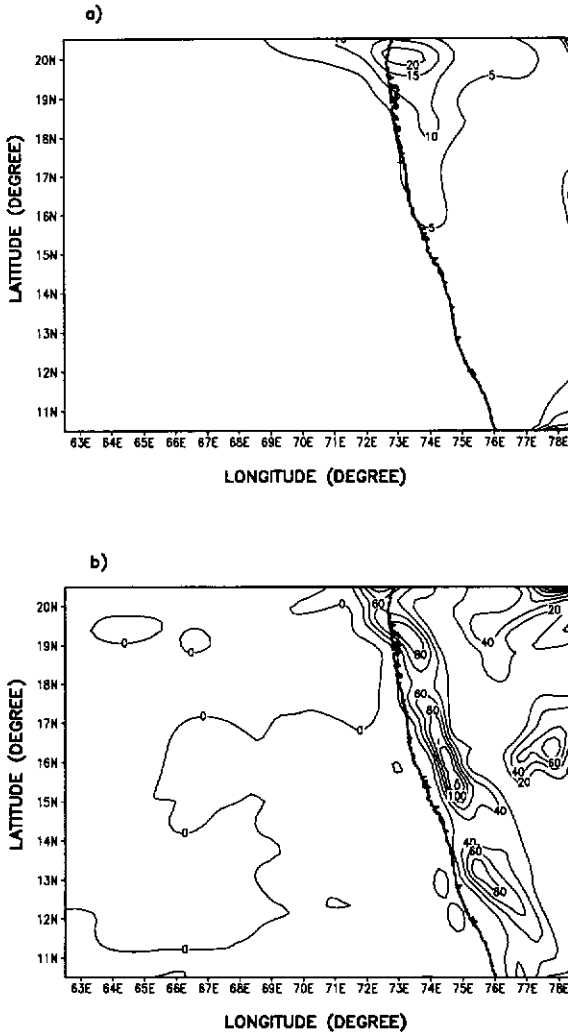 a)
20N
19N
18N
17N
16N
15N
14N
13N
12N
11N
20
15
10
5
5
63E 64E 65E 66E 67E 68E 69E 70E 71E 72E 73E 74E 75E 76E 77E 78E
LATITUDE (DEGREE)
LONGITUDE (DEGREE)
b)
20N
19N
18N
17N
16N
15N
14N
13N
12N
11N
0
0
0
60
80
20
40
0
0
60
80
100
40
40
20
60
0
40
60
80
0
63E 64E 65E 66E 67E 68E 69E 70E 71E 72E 73E 74E 75E 76E 77E 78E
LATITUDE (DEGREE)
LONGITUDE (DEGREE)